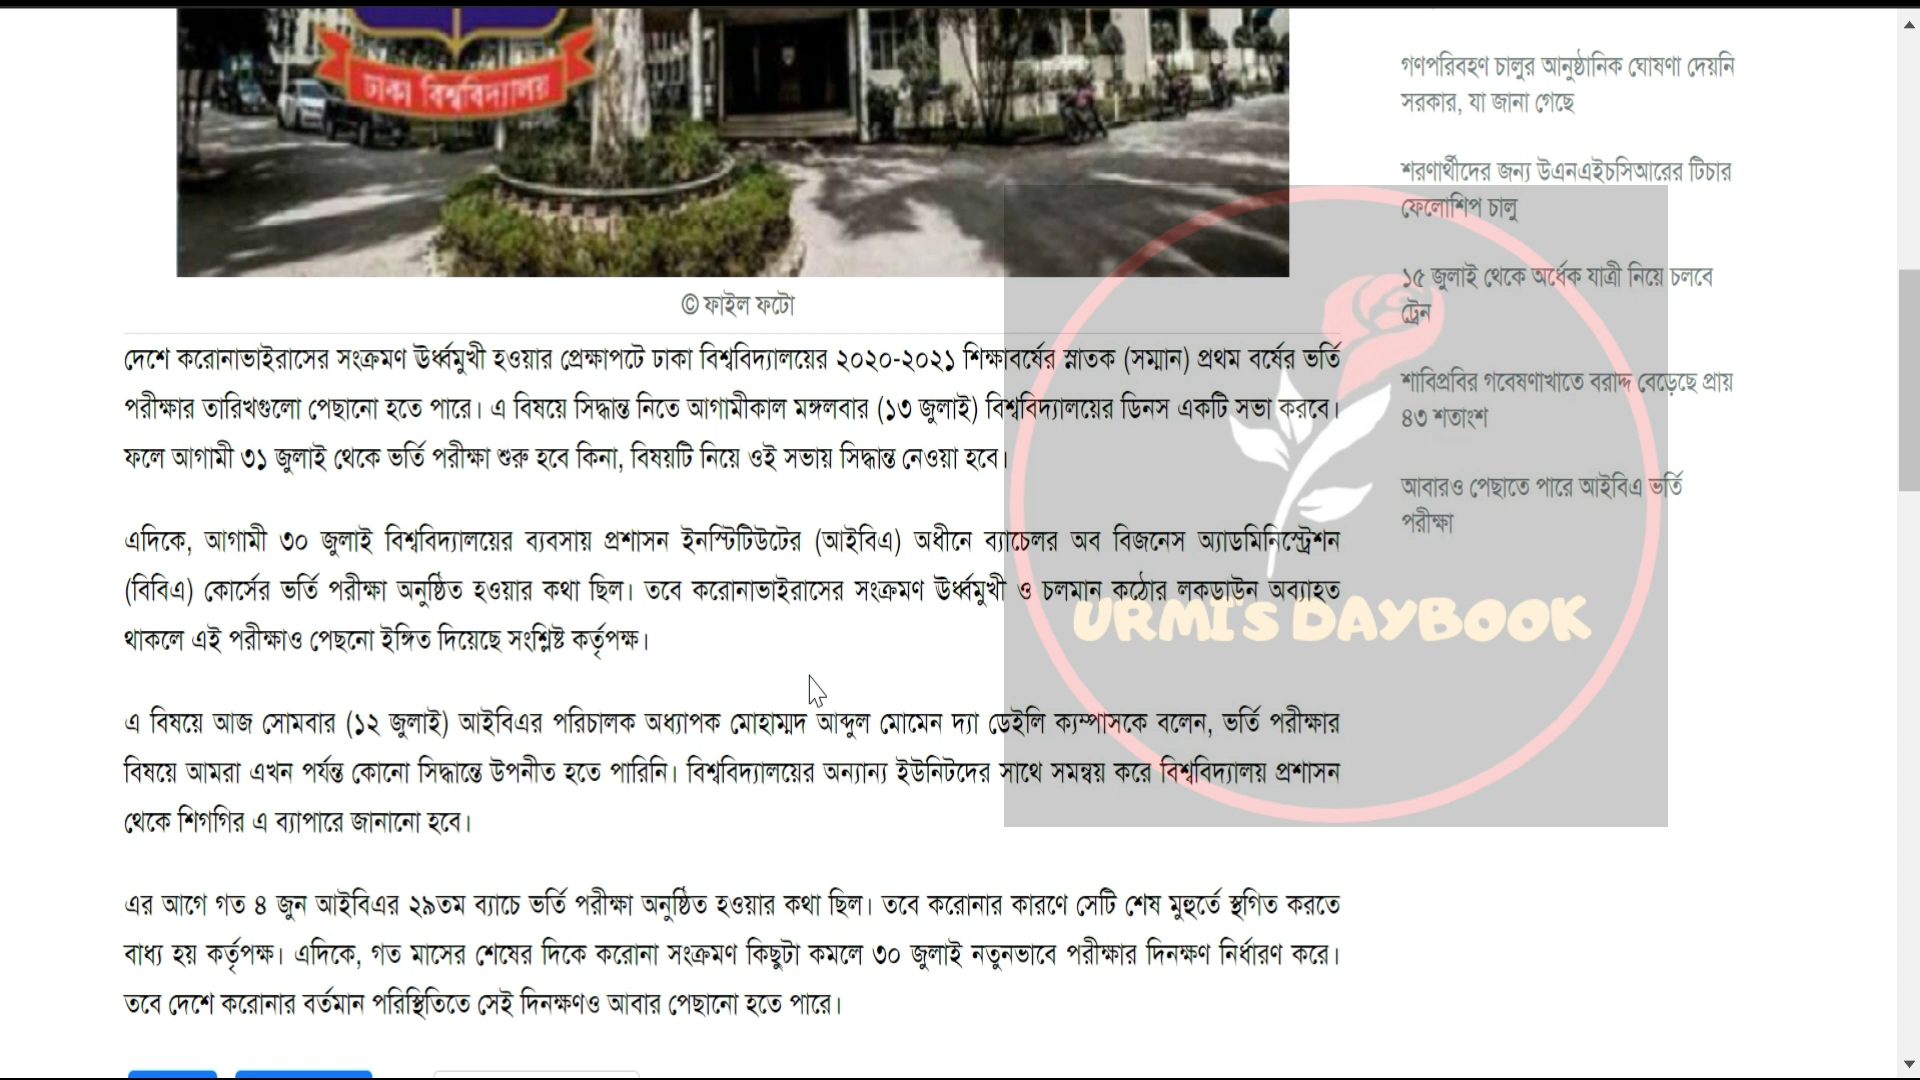 ঢাকা বিশ্ববিদ্যালয়
© ফাইল ফটো
দেশে করোনাভাইরাসের সংক্রমণ ঊর্ধ্বমুখী হওয়ার প্রেক্ষাপটে ঢাকা বিশ্ববিদ্যালয়ের ২০২০-২০২১ শিক্ষাবর্ষের স্নাতক (সম্মান) প্রথম বর্ষের ভর্তি
পরীক্ষার তারিখগুলো পেছানো হতে পারে। এ বিষয়ে সিদ্ধান্ত নিতে আগামীকাল মঙ্গলবার (১৩ জুলাই) বিশ্ববিদ্যালয়ের ডিনস একটি সভা করবে।
ফলে আগামী ৩১ জুলাই থেকে ভর্তি পরীক্ষা শুরু হবে কিনা, বিষয়টি নিয়ে ওই সভায় সিদ্ধান্ত নেওয়া হবে।
এদিকে, আগামী ৩০ জুলাই বিশ্ববিদ্যালয়ের ব্যবসায় প্রশাসন ইনস্টিটিউটের (আইবিএ) অধীনে ব্যাচেলর অব বিজনেস অ্যাডমিনিস্ট্রেশন
(বিবিএ) কোর্সের ভর্তি পরীক্ষা অনুষ্ঠিত হওয়ার কথা ছিল। তবে করোনাভাইরাসের সংক্রমণ ঊর্ধ্বমুখী ও চলমান কঠোর লকডাউন অব্যাহত
থাকলে এই পরীক্ষাও পেছনো ইঙ্গিত দিয়েছে সংশ্লিষ্ট কর্তৃপক্ষ।
এ বিষয়ে আজ সোমবার (১২ জুলাই) আইবিএর পরিচালক অধ্যাপক মোহাম্মদ আব্দুল মোমেন দ্যা ডেইলি ক্যম্পাসকে বলেন, ভর্তি পরীক্ষার
বিষয়ে আমরা এখন পর্যন্ত কোনো সিদ্ধান্তে উপনীত হতে পারিনি। বিশ্ববিদ্যালয়ের অন্যান্য ইউনিটদের সাথে সমন্বয় করে বিশ্ববিদ্যালয় প্রশাসন
থেকে শিগগির এ ব্যাপারে জানানো হবে।
এর আগে গত ৪ জুন আইবিএর ২৯তম ব্যাচে ভর্তি পরীক্ষা অনুষ্ঠিত হওয়ার কথা ছিল। তবে করোনার কারণে সেটি শেষ মুহুর্তে স্থগিত করতে
বাধ্য হয় কর্তৃপক্ষ। এদিকে, গত মাসের শেষের দিকে করোনা সংক্রমণ কিছুটা কমলে ৩০ জুলাই নতুনভাবে পরীক্ষার দিনক্ষণ নির্ধারণ করে।
তবে দেশে করোনার বর্তমান পরিস্থিতিতে সেই দিনক্ষণও আবার পেছানো হতে পারে।
গণপরিবহণ চালুর আনুষ্ঠানিক ঘোষণা দেয়নি
সরকার, যা জানা গেছে
শরণার্থীদের জন্য উএনএইচসিআরের টিচার
ফেলোশিপ চালু
১৫ জুলাই থেকে অর্ধেক যাত্রী নিয়ে চলবে
ট্রেন
শাবিপ্রবির গবেষণাখাতে বরাদ্দ বেড়েছে প্রায়
৪৩ শতাংশ
আবারও পেছাতে পারে আইবিএ ভর্তি
পরীক্ষা
URMI'S DAYBOOK